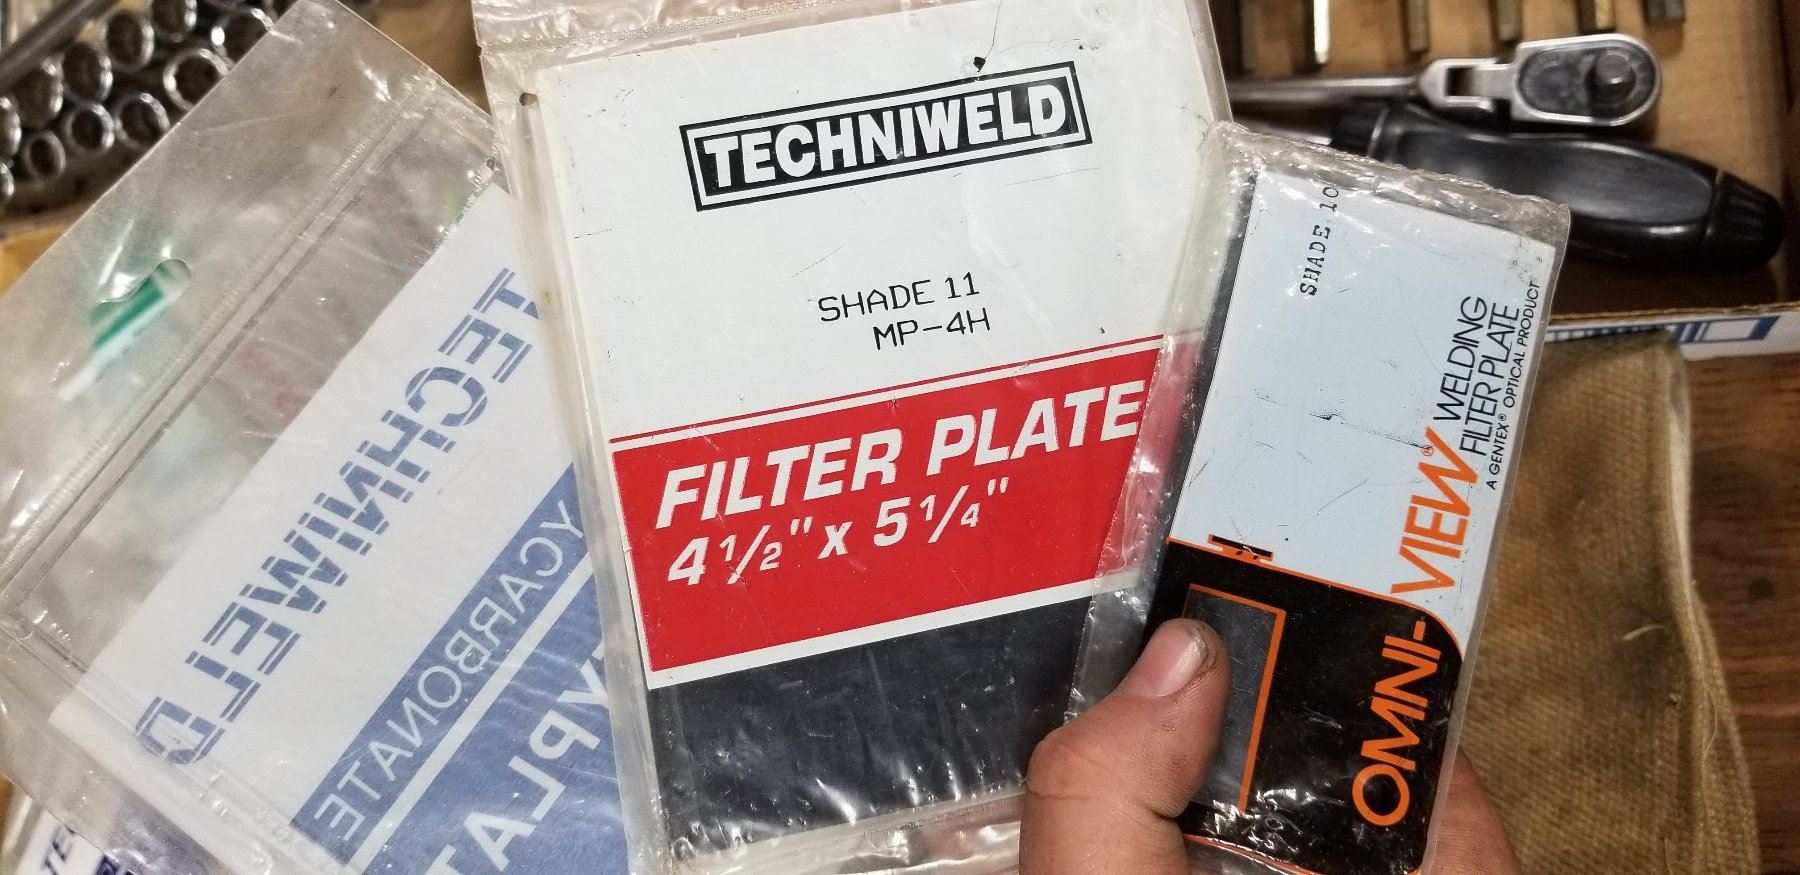 TECHNIWELD
YCARBONATE
TECHNIWELD
SHADE 11
MP-4H
FILTER PLATE
4 1/2" x 5 1/4"
SHADE 10
OMNI-VIEW®
WELDING
FILTER PLATE
A GENTEX® OPTICAL PRODUCT